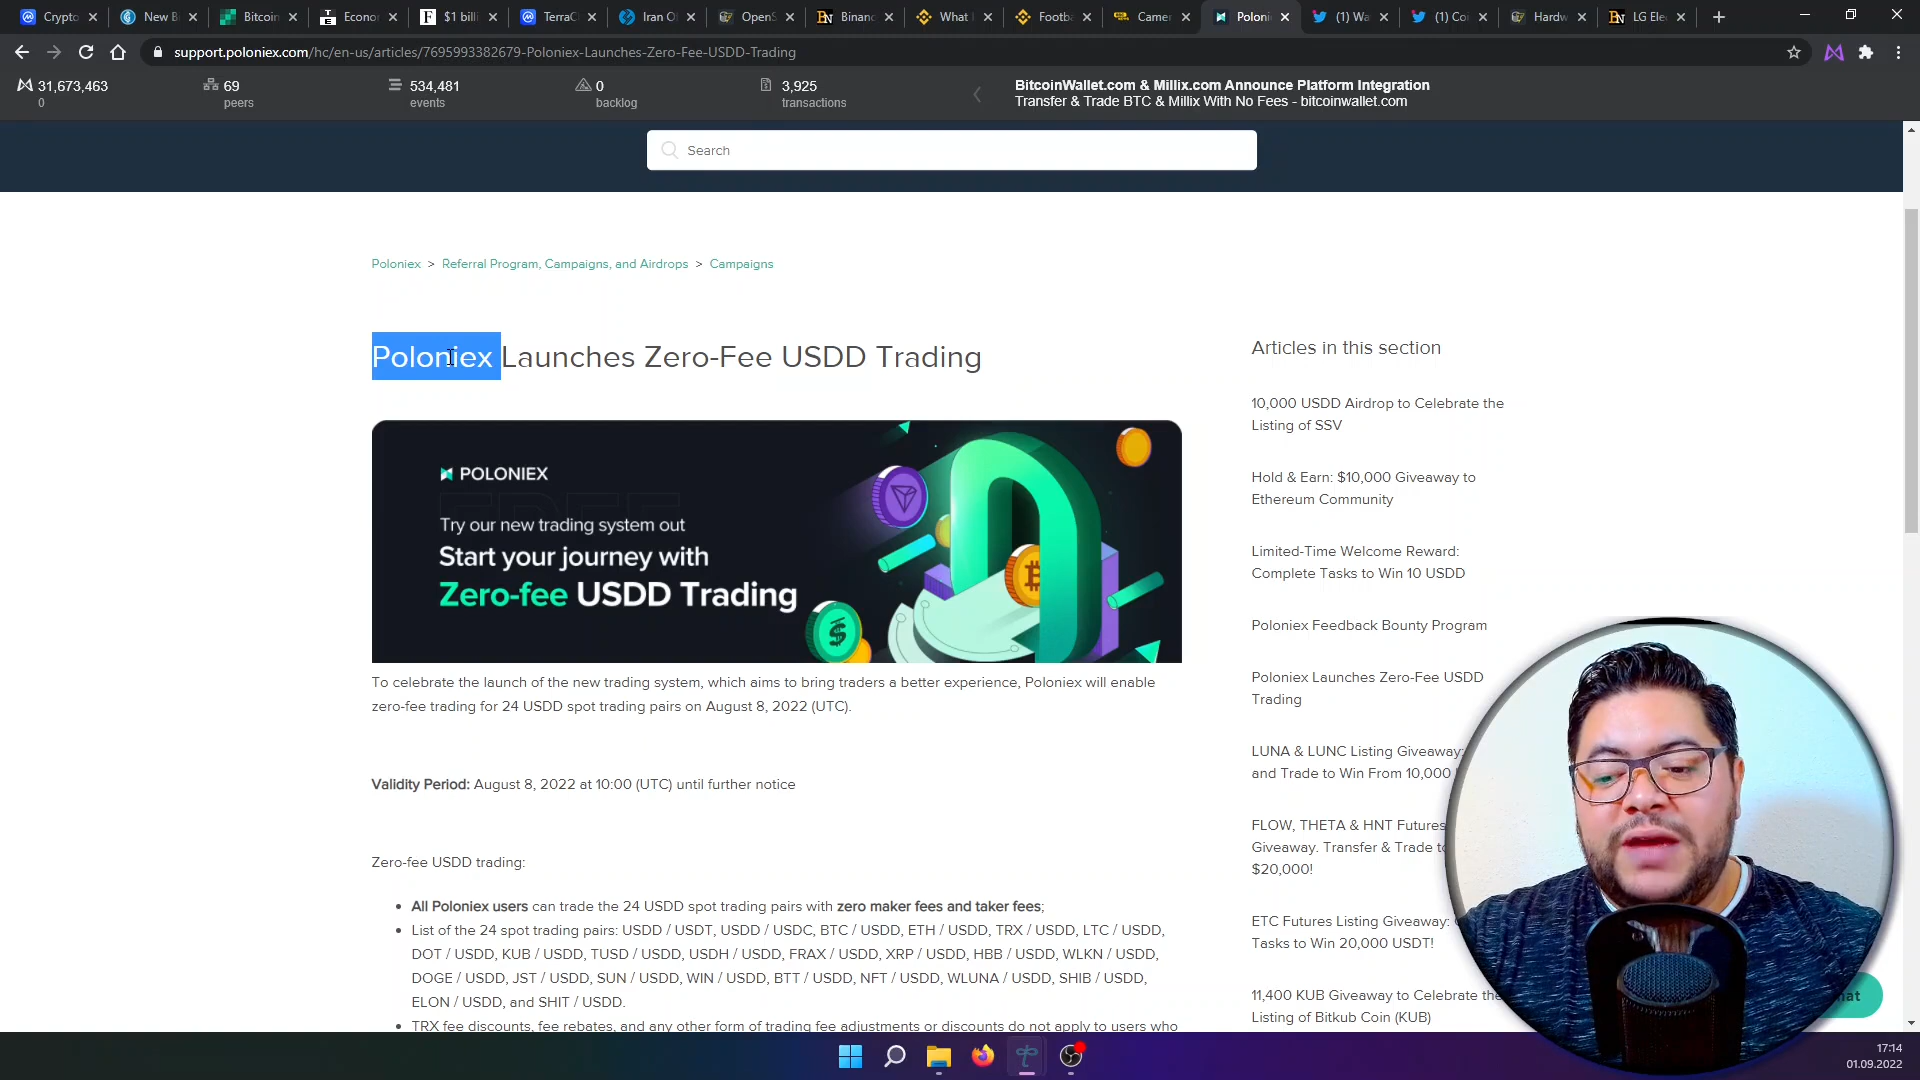 Crypto
New B
Bitcoin
Econo
$1 billi
TerraC
Iran O
OpenS
Binanc
What
Footba
Camer
Poloni
(1) Wa
(1) Co
Hardw
LG Ele
support.poloniex.com/hc/en-us/articles/7695993382679-Poloniex-Launches-Zero-Fee-USDD-Trading
31,673,463
0
69
peers
534,481
events
0
backlog
3,925
transactions
BitcoinWallet.com & Millix.com Announce Platform Integration
Transfer & Trade BTC & Millix With No Fees - bitcoinwallet.com
Search
Poloniex > Referral Program, Campaigns, and Airdrops > Campaigns
Poloniex Launches Zero-Fee USDD Trading
POLONIEX
FREE
Try our new trading system out
Start your journey with
Zero-fee USDD Trading
To celebrate the launch of the new trading system, which aims to bring traders a better experience, Poloniex will enable
zero-fee trading for 24 USDD spot trading pairs on August 8, 2022 (UTC).
Validity Period: August 8, 2022 at 10:00 (UTC) until further notice
Zero-fee USDD trading:
• All Poloniex users can trade the 24 USDD spot trading pairs with zero maker fees and taker fees;
• List of the 24 spot trading pairs: USDD / USDT, USDD / USDC, BTC / USDD, ETH / USDD, TRX / USDD, LTC / USDD,
DOT / USDD, KUB / USDD, TUSD / USDD, USDH / USDD, FRAX / USDD, XRP / USDD, HBB / USDD, WLKN / USDD,
DOGE / USDD, JST / USDD, SUN / USDD, WIN / USDD, BTT / USDD, NFT / USDD, WLUNA / USDD, SHIB / USDD,
ELON / USDD, and SHIT / USDD.
• TRX fee discounts, fee rebates, and any other form of trading fee adjustments or discounts do not apply to users who
Articles in this section
10,000 USDD Airdrop to Celebrate the
Listing of SSV
Hold & Earn: $10,000 Giveaway to
Ethereum Community
Limited-Time Welcome Reward:
Complete Tasks to Win 10 USDD
Poloniex Feedback Bounty Program
Poloniex Launches Zero-Fee USDD
Trading
LUNA & LUNC Listing Giveaway:
and Trade to Win From 10,000
FLOW, THETA & HNT Futures
Giveaway. Transfer & Trade to
$20,000!
ETC Futures Listing Giveaway:
Tasks to Win 20,000 USDT!
11,400 KUB Giveaway to Celebrate the
Listing of Bitkub Coin (KUB)
hat
17:14
01.09.2022